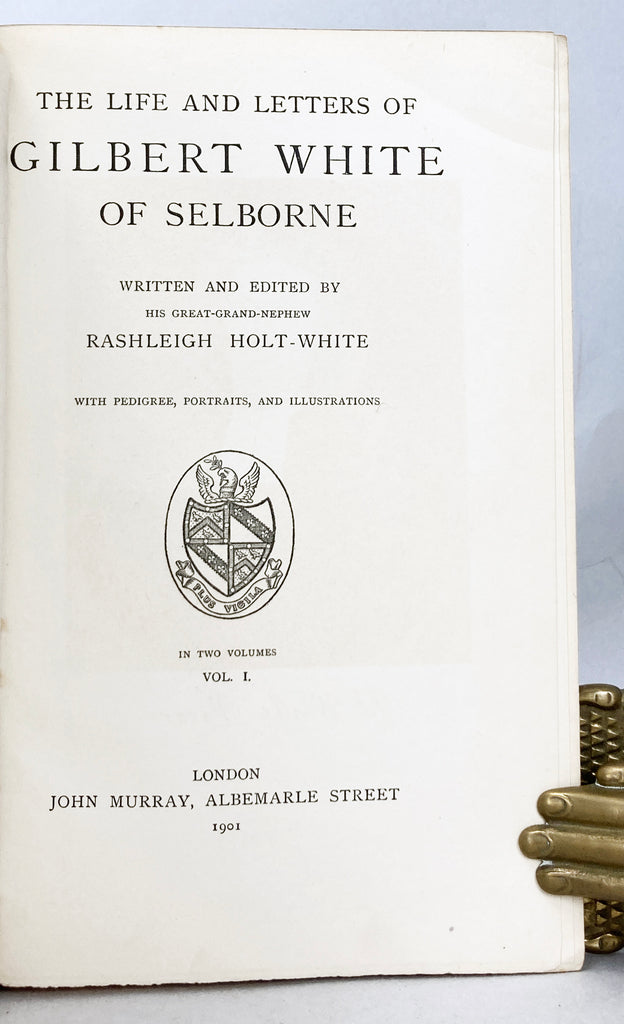 THE LIFE AND LETTERS OF
GILBERT WHITE
OF SELBORNE
WRITTEN AND EDITED BY
HIS GREAT-GRAND-NEPHEW
RASHLEIGH HOLT-WHITE
WITH PEDIGREE, PORTRAITS, AND ILLUSTRATIONS
PLUS VIGILA
IN TWO VOLUMES
VOL. I.
LONDON
JOHN MURRAY, ALBEMARLE STREET
1901